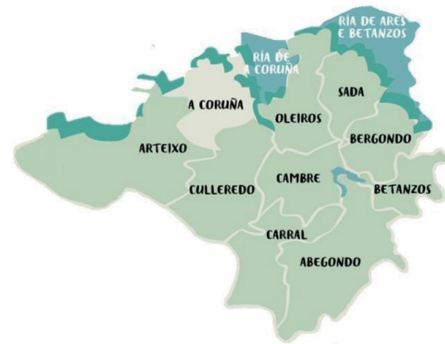 RÍA DE ARES
E BETANZOS
RÍA DE
A CORUÑA
SADA
A CORUÑA
OLEIROS
BERGONDO
ARTEIXO
CULLEREDO
CAMBRE
BETANZOS
CARRAL
ABEGONDO